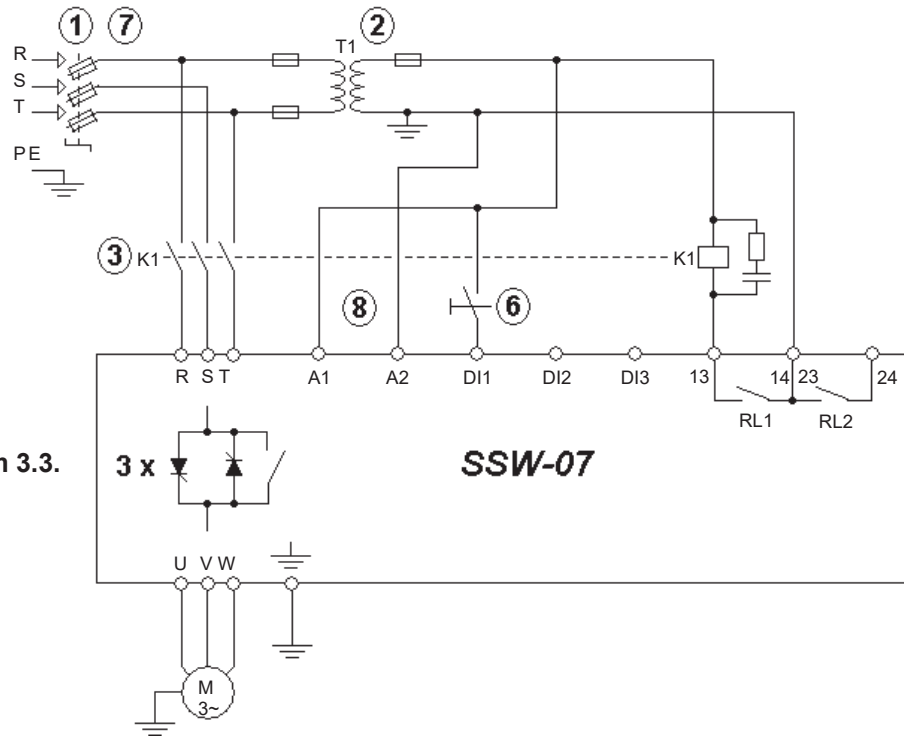 1 7 2
T1
R
S
T
PE
3 K1 K1
8 6
R S T A1 A2 DI1 DI2 DI3 13 14 23 24
RL1 RL2
n 3.3. 3 x SSW-07
U V W
M
3~